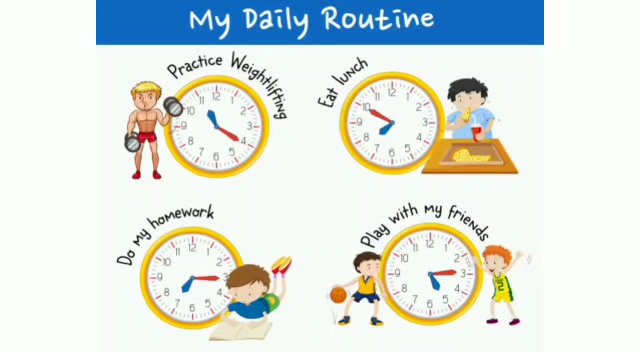 My Daily Routine
Practice Weightlifting
Eat lunch
Do my homework
Play with my friends